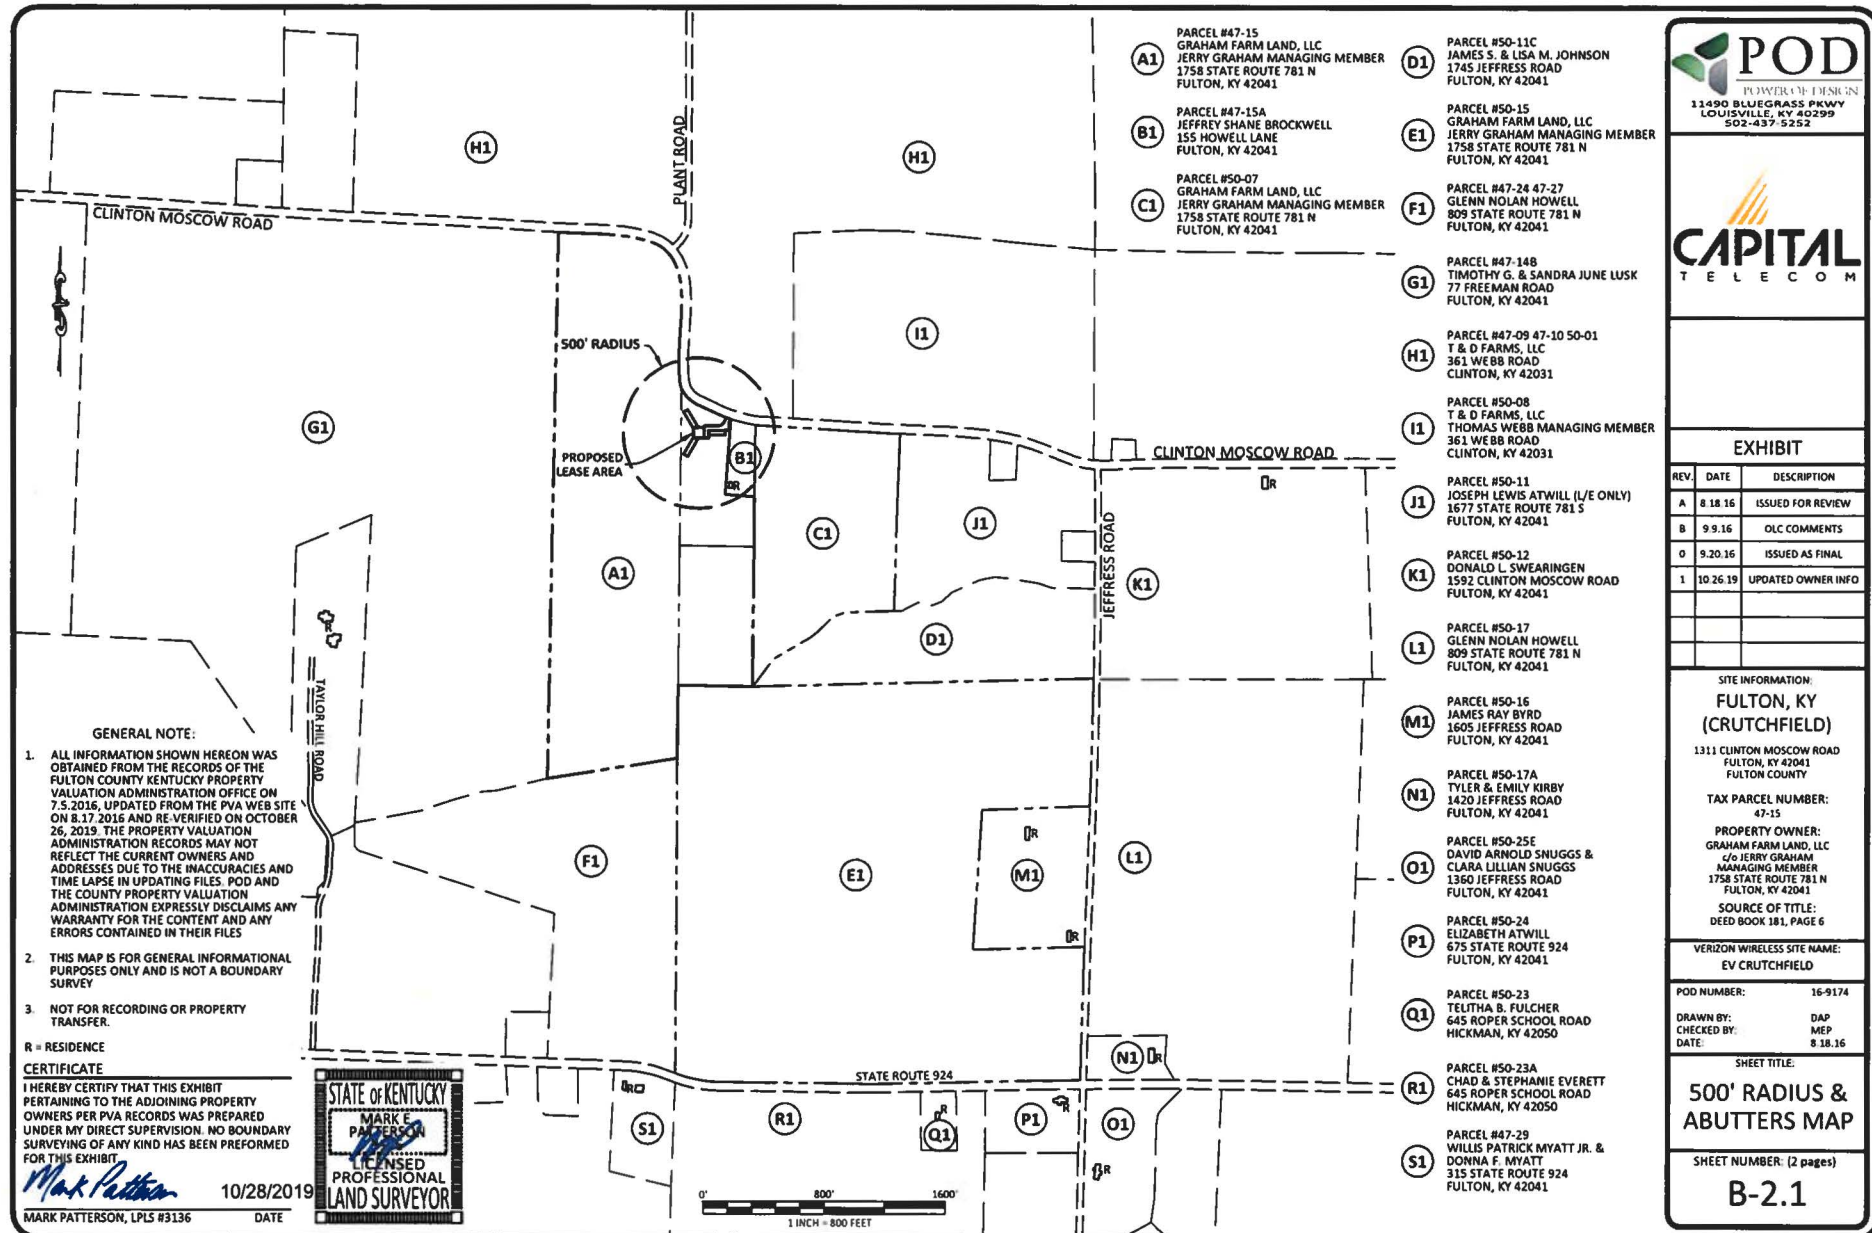 H1
H1
PLANT ROAD
CLINTON MOSCOW ROAD
I1
500' RADIUS
G1
PROPOSED
LEASE AREA
B1
R
CLINTON MOSCOW ROAD
R
C1
J1
A1
JEFFRESS ROAD
K1
D1
R
TAYLOR HILL ROAD
F1
E1
R
M1
R
L1
N1
R
STATE ROUTE 924
R
S1
R1
R
Q1
P1
R
O1
R
0'
800'
1600'
1 INCH = 800 FEET
GENERAL NOTE:
1. ALL INFORMATION SHOWN HEREON WAS
OBTAINED FROM THE RECORDS OF THE
FULTON COUNTY KENTUCKY PROPERTY
VALUATION ADMINISTRATION OFFICE ON
7.5.2016, UPDATED FROM THE PVA WEB SITE
ON 8.17.2016 AND RE-VERIFIED ON OCTOBER
26, 2019. THE PROPERTY VALUATION
ADMINISTRATION RECORDS MAY NOT
REFLECT THE CURRENT OWNERS AND
ADDRESSES DUE TO THE INACCURACIES AND
TIME LAPSE IN UPDATING FILES. POD AND
THE COUNTY PROPERTY VALUATION
ADMINISTRATION EXPRESSLY DISCLAIMS ANY
WARRANTY FOR THE CONTENT AND ANY
ERRORS CONTAINED IN THEIR FILES
2. THIS MAP IS FOR GENERAL INFORMATIONAL
PURPOSES ONLY AND IS NOT A BOUNDARY
SURVEY
3. NOT FOR RECORDING OR PROPERTY
TRANSFER.
R = RESIDENCE
CERTIFICATE
I HEREBY CERTIFY THAT THIS EXHIBIT
PERTAINING TO THE ADJOINING PROPERTY
OWNERS PER PVA RECORDS WAS PREPARED
UNDER MY DIRECT SUPERVISION. NO BOUNDARY
SURVEYING OF ANY KIND HAS BEEN PREFORMED
FOR THIS EXHIBIT.
Mark Patterson
10/28/2019
MARK PATTERSON, LPLS #3136 DATE
STATE OF KENTUCKY
MARK E.
PATTERSON
LICENSED
PROFESSIONAL
LAND SURVEYOR
A1
PARCEL #47-15
GRAHAM FARM LAND, LLC
JERRY GRAHAM MANAGING MEMBER
1758 STATE ROUTE 781 N
FULTON, KY 42041
B1
PARCEL #47-15A
JEFFREY SHANE BROCKWELL
155 HOWELL LANE
FULTON, KY 42041
C1
PARCEL #50-07
GRAHAM FARM LAND, LLC
JERRY GRAHAM MANAGING MEMBER
1758 STATE ROUTE 781 N
FULTON, KY 42041
D1
PARCEL #50-11C
JAMES S. & LISA M. JOHNSON
1745 JEFFRESS ROAD
FULTON, KY 42041
E1
PARCEL #50-15
GRAHAM FARM LAND, LLC
JERRY GRAHAM MANAGING MEMBER
1758 STATE ROUTE 781 N
FULTON, KY 42041
F1
PARCEL #47-24 47-27
GLENN NOLAN HOWELL
809 STATE ROUTE 781 N
FULTON, KY 42041
G1
PARCEL #47-14B
TIMOTHY G. & SANDRA JUNE LUSK
77 FREEMAN ROAD
FULTON, KY 42041
H1
PARCEL #47-09 47-10 50-01
T & D FARMS, LLC
361 WEBB ROAD
CLINTON, KY 42031
I1
PARCEL #50-08
T & D FARMS, LLC
THOMAS WEBB MANAGING MEMBER
361 WEBB ROAD
CLINTON, KY 42031
J1
PARCEL #50-11
JOSEPH LEWIS ATWILL (L/E ONLY)
1677 STATE ROUTE 781 S
FULTON, KY 42041
K1
PARCEL #50-12
DONALD L. SWEARINGEN
1592 CLINTON MOSCOW ROAD
FULTON, KY 42041
L1
PARCEL #50-17
GLENN NOLAN HOWELL
809 STATE ROUTE 781 N
FULTON, KY 42041
M1
PARCEL #50-16
JAMES RAY BYRD
1605 JEFFRESS ROAD
FULTON, KY 42041
N1
PARCEL #50-17A
TYLER & EMILY KIRBY
1420 JEFFRESS ROAD
FULTON, KY 42041
O1
PARCEL #50-25E
DAVID ARNOLD SNUGGS &
CLARA LILLIAN SNUGGS
1360 JEFFRESS ROAD
FULTON, KY 42041
P1
PARCEL #50-24
ELIZABETH ATWILL
675 STATE ROUTE 924
FULTON, KY 42041
Q1
PARCEL #50-23
TELITHA B. FULCHER
645 ROPER SCHOOL ROAD
HICKMAN, KY 42050
R1
PARCEL #50-23A
CHAD & STEPHANIE EVERETT
645 ROPER SCHOOL ROAD
HICKMAN, KY 42050
S1
PARCEL #47-29
WILLIS PATRICK MYATT JR. &
DONNA F. MYATT
315 STATE ROUTE 924
FULTON, KY 42041
POD
POWER OF DESIGN
11490 BLUEGRASS PKWY
LOUISVILLE, KY 40299
502-437-5252
CAPITAL
TELECOM
EXHIBIT
REV. DATE DESCRIPTION
A 8.18.16 ISSUED FOR REVIEW
B 9.9.16 OLC COMMENTS
0 9.20.16 ISSUED AS FINAL
1 10.26.19 UPDATED OWNER INFO
SITE INFORMATION:
FULTON, KY
(CRUTCHFIELD)
1311 CLINTON MOSCOW ROAD
FULTON, KY 42041
FULTON COUNTY
TAX PARCEL NUMBER:
47-15
PROPERTY OWNER:
GRAHAM FARM LAND, LLC
c/o JERRY GRAHAM
MANAGING MEMBER
1758 STATE ROUTE 781 N
FULTON, KY 42041
SOURCE OF TITLE:
DEED BOOK 181, PAGE 6
VERIZON WIRELESS SITE NAME:
EV CRUTCHFIELD
POD NUMBER: 16-9174
DRAWN BY: DAP
CHECKED BY: MEP
DATE: 8.18.16
SHEET TITLE:
500' RADIUS &
ABUTTERS MAP
SHEET NUMBER: (2 pages)
B-2.1